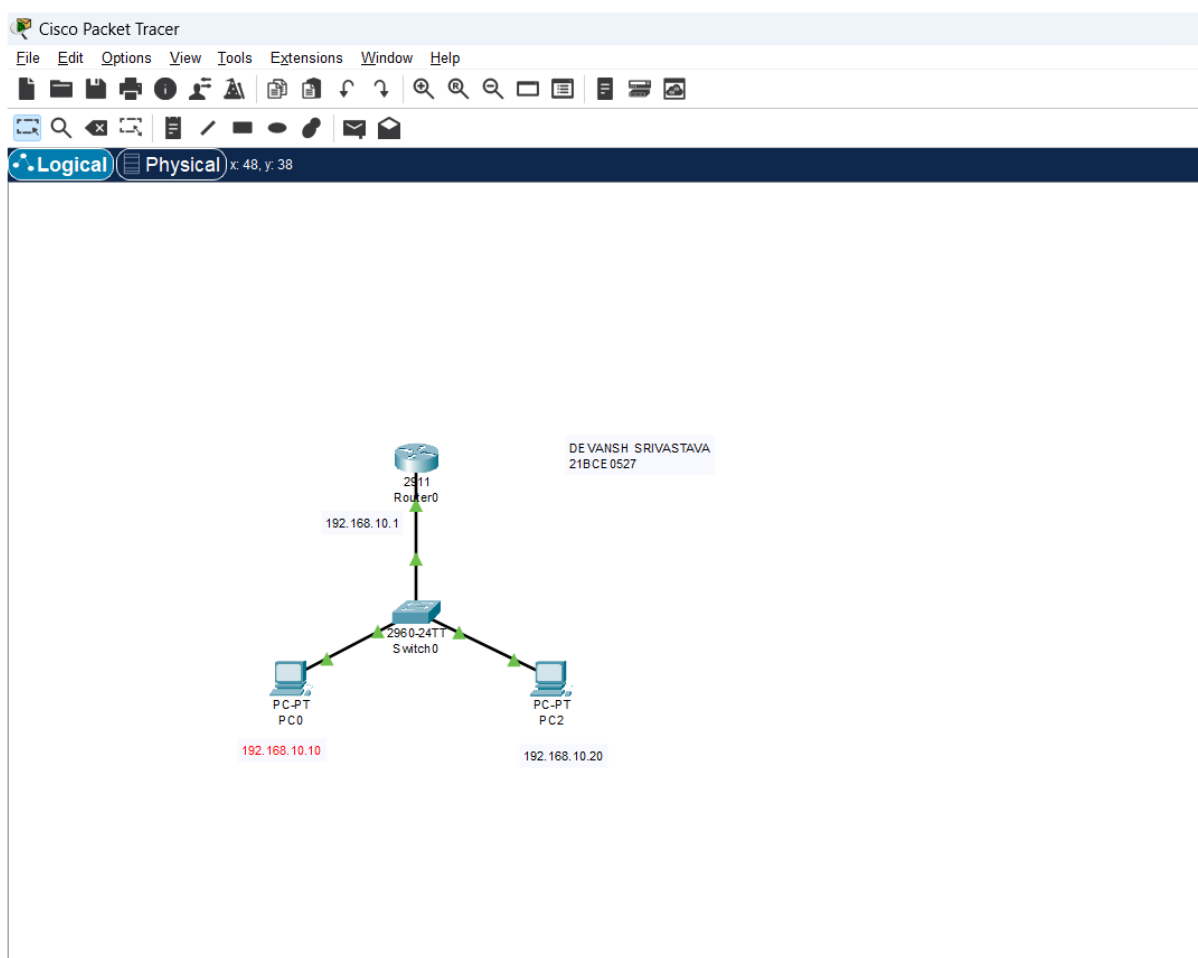 Cisco Packet Tracer
File Edit Options View Tools Extensions Window Help
Logical Physical x: 48, y: 38
DEVANSH SRIVASTAVA
21BCE0527
2911
Router0
192.168.10.1
2960-24TT
Switch0
PC-PT
PC0
192.168.10.10
PC-PT
PC2
192.168.10.20